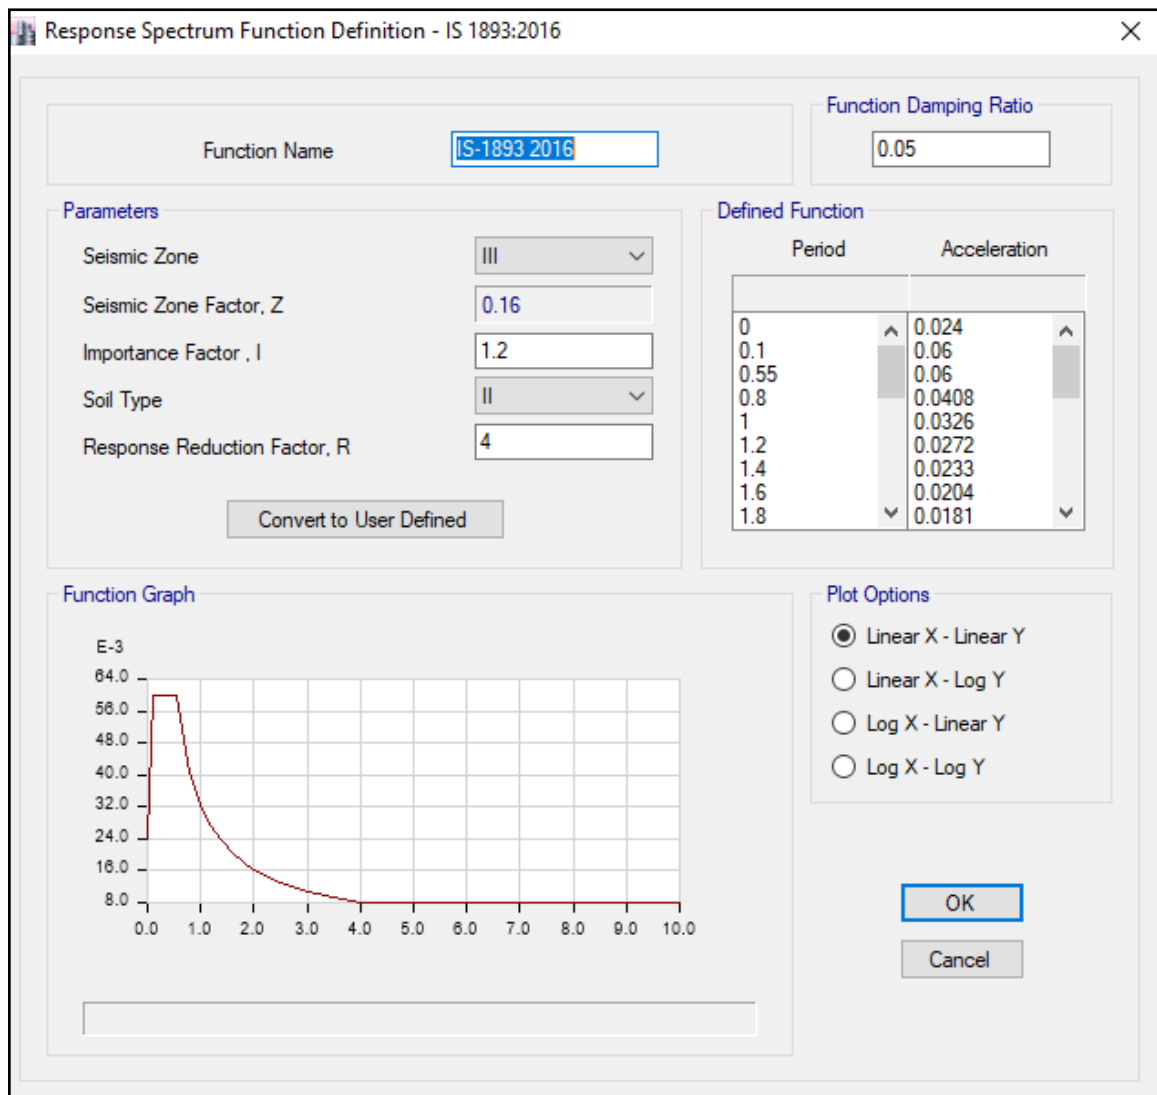 Response Spectrum Function Definition - IS 1893:2016
Function Name
IS-1893 2016
Function Damping Ratio
0.05
Parameters
Seismic Zone
III
Seismic Zone Factor, Z
0.16
Importance Factor , I
1.2
Soil Type
II
Response Reduction Factor, R
4
Convert to User Defined
Defined Function
Period Acceleration
0 0.024
0.1 0.06
0.55 0.06
0.8 0.0408
1 0.0326
1.2 0.0272
1.4 0.0233
1.6 0.0204
1.8 0.0181
Function Graph
E-3
64.0
56.0
48.0
40.0
32.0
24.0
16.0
8.0
0.0 1.0 2.0 3.0 4.0 5.0 6.0 7.0 8.0 9.0 10.0
Plot Options
Linear X - Linear Y
Linear X - Log Y
Log X - Linear Y
Log X - Log Y
OK
Cancel